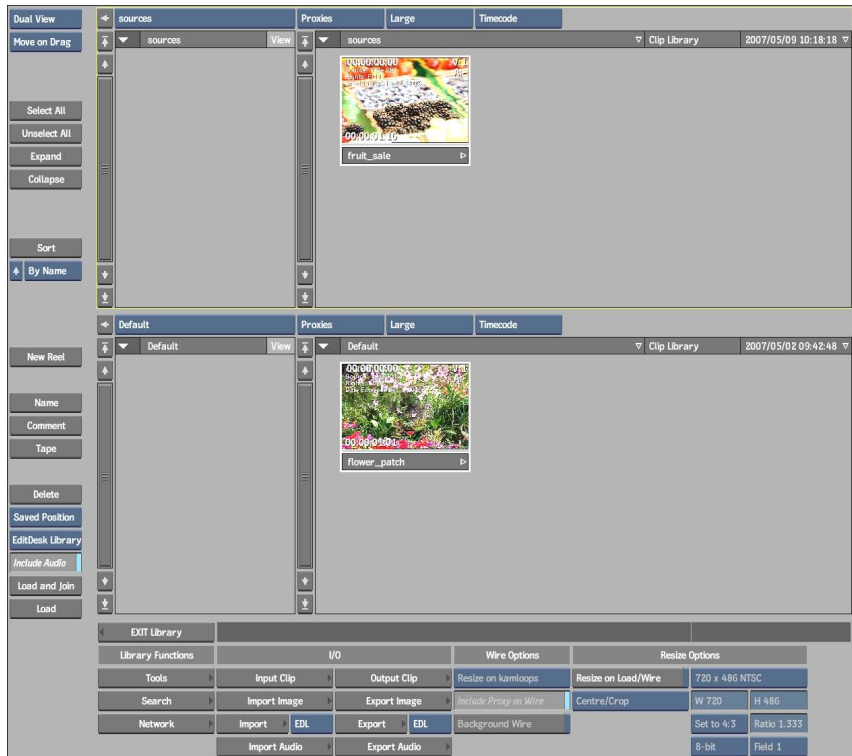 Dual View
sources
Proxies
Large
Timecode
Move on Drag
sources
View
sources
Clip Library
2007/05/09 10:18:18
00:00:00:00
V: 1
00:00:01:16
fruit_sale
Select All
Unselect All
Expand
Collapse
Sort
By Name
Default
Proxies
Large
Timecode
Default
View
Default
Clip Library
2007/05/02 09:42:48
00:00:00:00
V: 1
00:00:01:01
flower_patch
New Reel
Name
Comment
Tape
Delete
Saved Position
EditDesk Library
Include Audio
Load and Join
Load
EXIT Library
Library Functions
I/O
Wire Options
Resize Options
Tools
Input Clip
Output Clip
Resize on kamloops
Resize on Load/Wire
720 x 486 NTSC
Search
Import Image
Export Image
Include Proxy on Wire
Centre/Crop
W 720
H 486
Network
Import
EDL
Export
EDL
Background Wire
Set to 4:3
Ratio 1.333
Import Audio
Export Audio
8-bit
Field 1